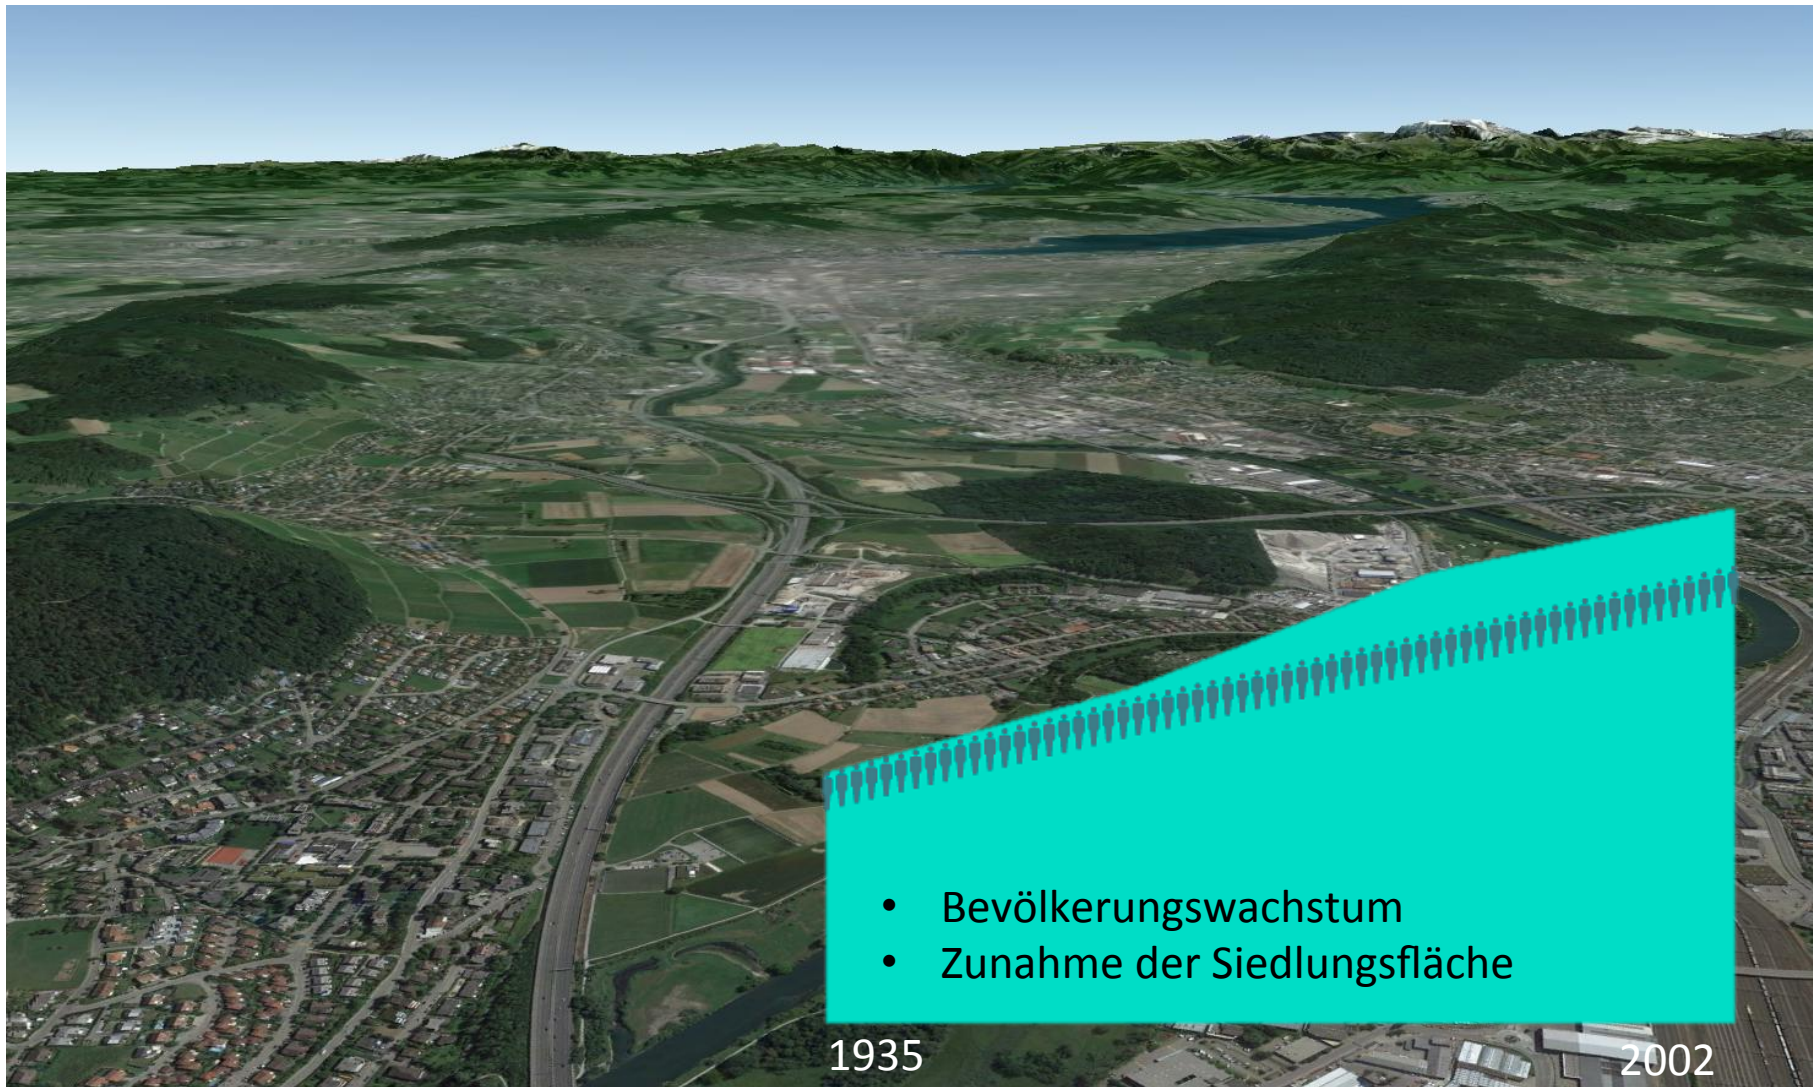 • Bevölkerungswachstum
• Zunahme der Siedlungsfläche
1935 2002